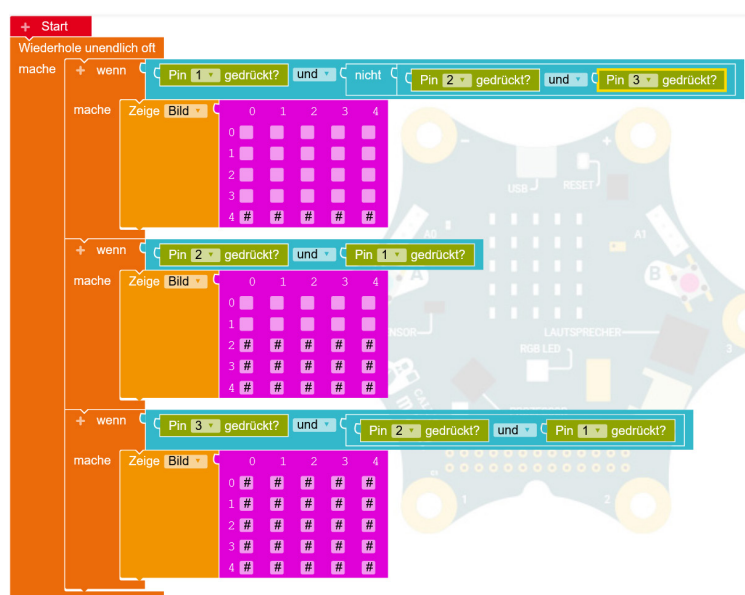 + Start
Wiederhole unendlich oft
mache + wenn Pin 1 gedrückt? und nicht Pin 2 gedrückt? und Pin 3 gedrückt?
mache Zeige Bild 0 1 2 3 4
0
1
2
3
4 # # # # #
+ wenn Pin 2 gedrückt? und Pin 1 gedrückt?
mache Zeige Bild 0 1 2 3 4
0
1
2 # # # # #
3 # # # # #
4 # # # # #
+ wenn Pin 3 gedrückt? und Pin 2 gedrückt? und Pin 1 gedrückt?
mache Zeige Bild 0 1 2 3 4
0 # # # # #
1 # # # # #
2 # # # # #
3 # # # # #
4 # # # # #
- +
USB RESET
A0 A1
A B
LAUTSPRECHER
RGB LED
3
1 2